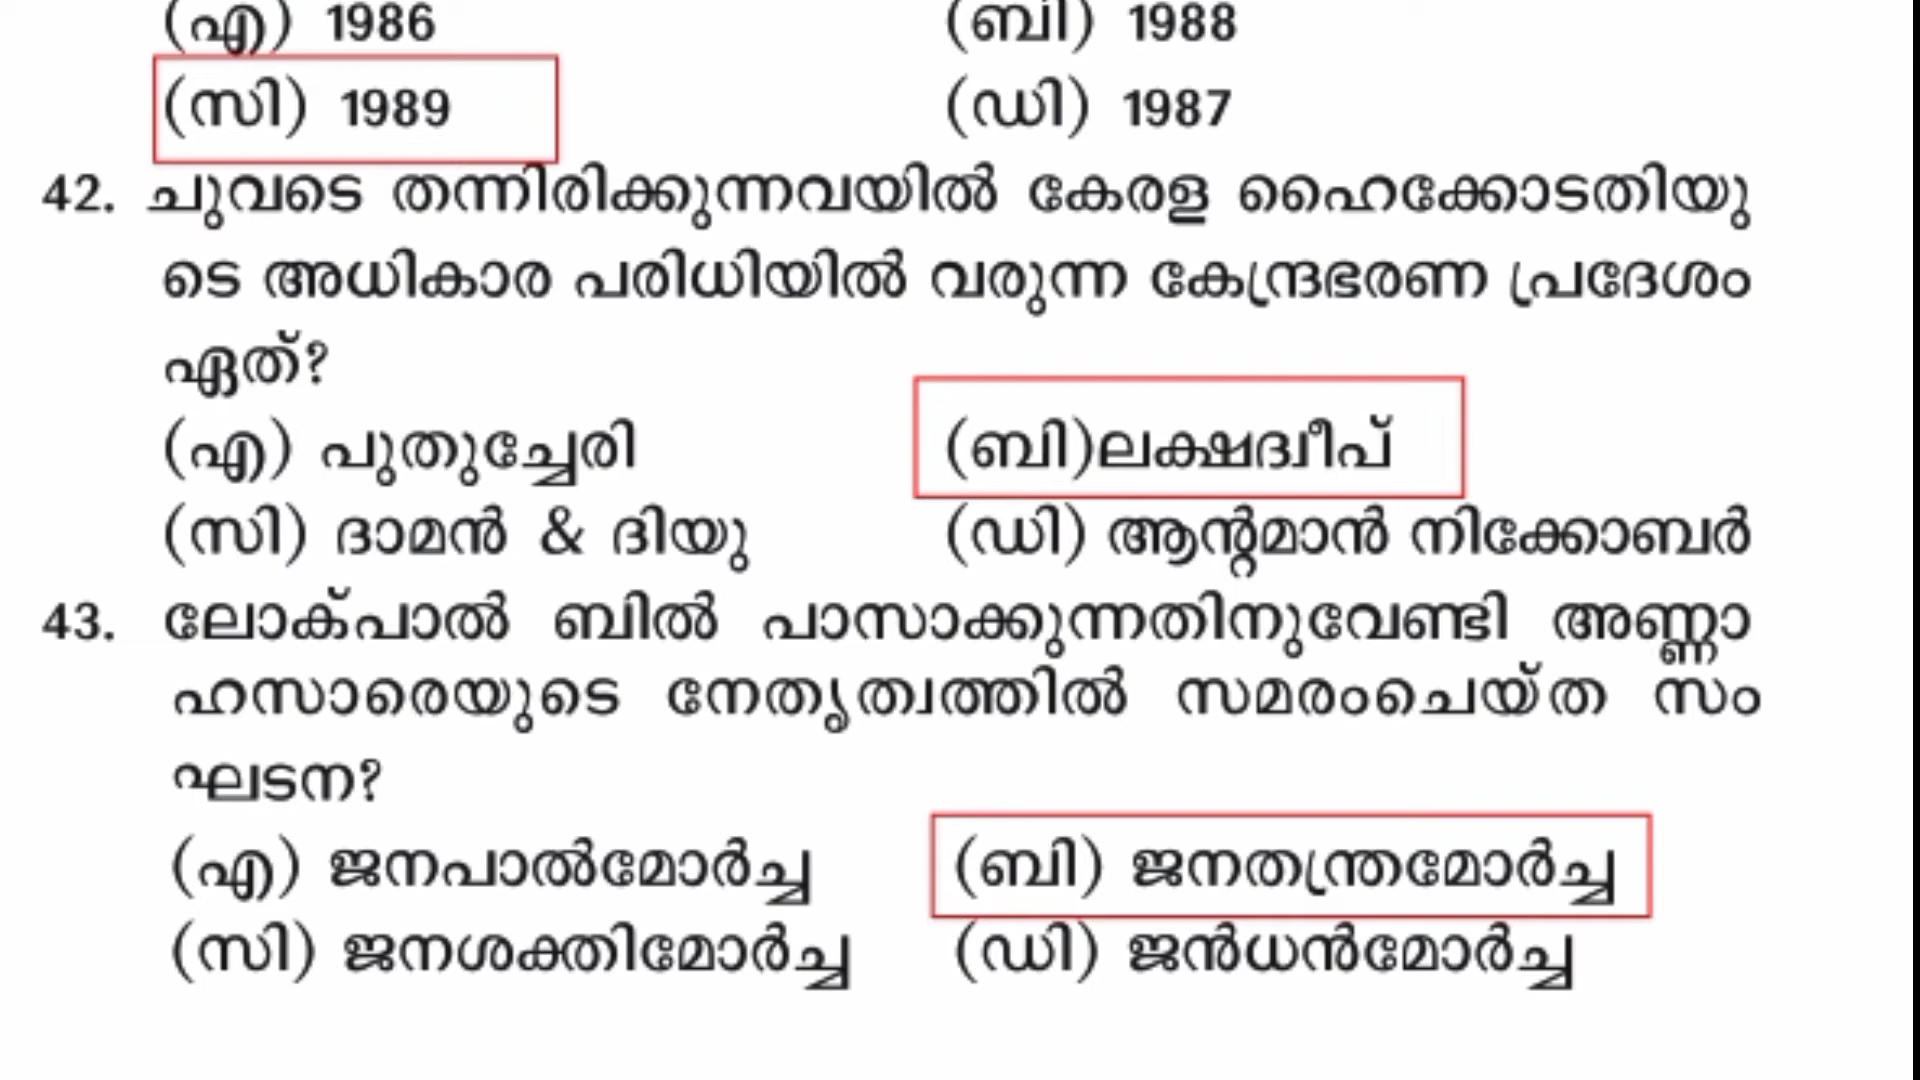 (എ) 1986 (ബി) 1988
(സി) 1989 (ഡി) 1987
42. ചുവടെ തന്നിരിക്കുന്നവയിൽ കേരള ഹൈക്കോടതിയു
ടെ അധികാര പരിധിയിൽ വരുന്ന കേന്ദ്രഭരണ പ്രദേശം
ഏത്?
(എ) പുതുച്ചേരി (ബി)ലക്ഷദ്വീപ്
(സി) ദാമൻ & ദിയു (ഡി) ആന്റമാൻ നിക്കോബർ
43. ലോക്പാൽ ബിൽ പാസാക്കുന്നതിനുവേണ്ടി അണ്ണാ
ഹസാരെയുടെ നേതൃത്വത്തിൽ സമരംചെയ്ത സം
ഘടന?
(എ) ജനപാൽമോർച്ച (ബി) ജനതന്ത്രമോർച്ച
(സി) ജനശക്തിമോർച്ച (ഡി) ജൻധൻമോർച്ച